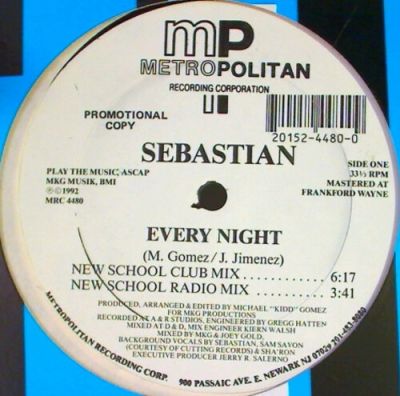 mp
METROPOLITAN
RECORDING CORPORATION
PROMOTIONAL
COPY
20152-4480-0
SEBASTIAN
PLAY THE MUSIC, ASCAP
MKG MUSIK, BMI
℗©1992
MRC 4480
SIDE ONE
33⅓ RPM
MASTERED AT
FRANKFORD WAYNE
EVERY NIGHT
(M. Gomez/J. Jimenez)
NEW SCHOOL CLUB MIX ........... 6:17
NEW SCHOOL RADIO MIX .......... 3:41
PRODUCED, ARRANGED & EDITED BY MICHAEL "KIDD" GOMEZ
FOR MKG PRODUCTIONS
RECORDED AT A & R STUDIOS, ENGINEERED BY GREGG HATTEN
MIXED AT D & D, MIX ENGINEER KIERN WALSH
MIXED BY MKG & JOEY GOLD,
BACKGROUND VOCALS BY SEBASTIAN, SAM SAVON
(COURTESY OF CUTTING RECORDS) & SHA'RON
EXECUTIVE PRODUCER JERRY R. SALERNO
METROPOLITAN RECORDING CORP. 900 PASSAIC AVE. E. NEWARK NJ 07029 201-483-8080